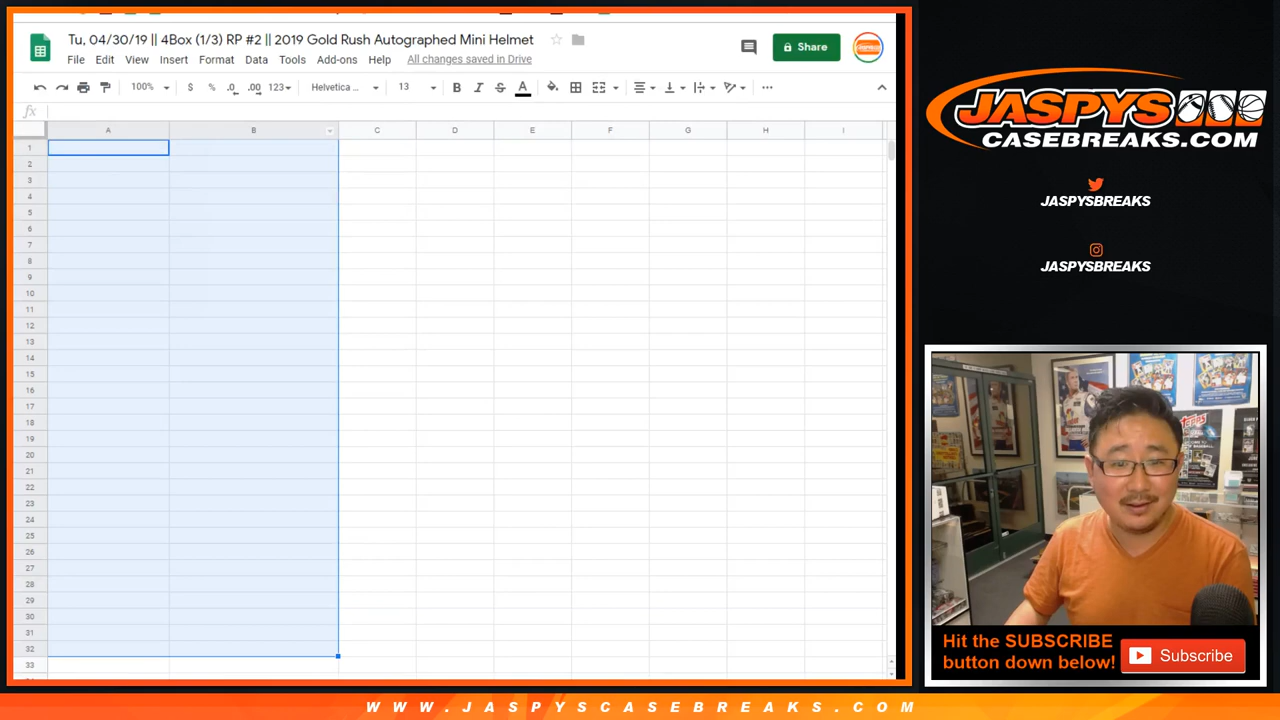 Tu, 04/30/19 || 4Box (1/3) RP #2 || 2019 Gold Rush Autographed Mini Helmet
Share
File Edit View Insert Format Data Tools Add-ons Help All changes saved in Drive
100% $ % .0 .00 123 Helvetica ... 13 B I S A
fx
A B C D E F G H I
1
2
3
4
5
6
7
8
9
10
11
12
13
14
15
16
17
18
19
20
21
22
23
24
25
26
27
28
29
30
31
32
33
JASPYS
CASEBREAKS.COM
JASPYSBREAKS
JASPYSBREAKS
Hit the SUBSCRIBE
button down below!
Subscribe
WWW.JASPYSCASEBREAKS.COM